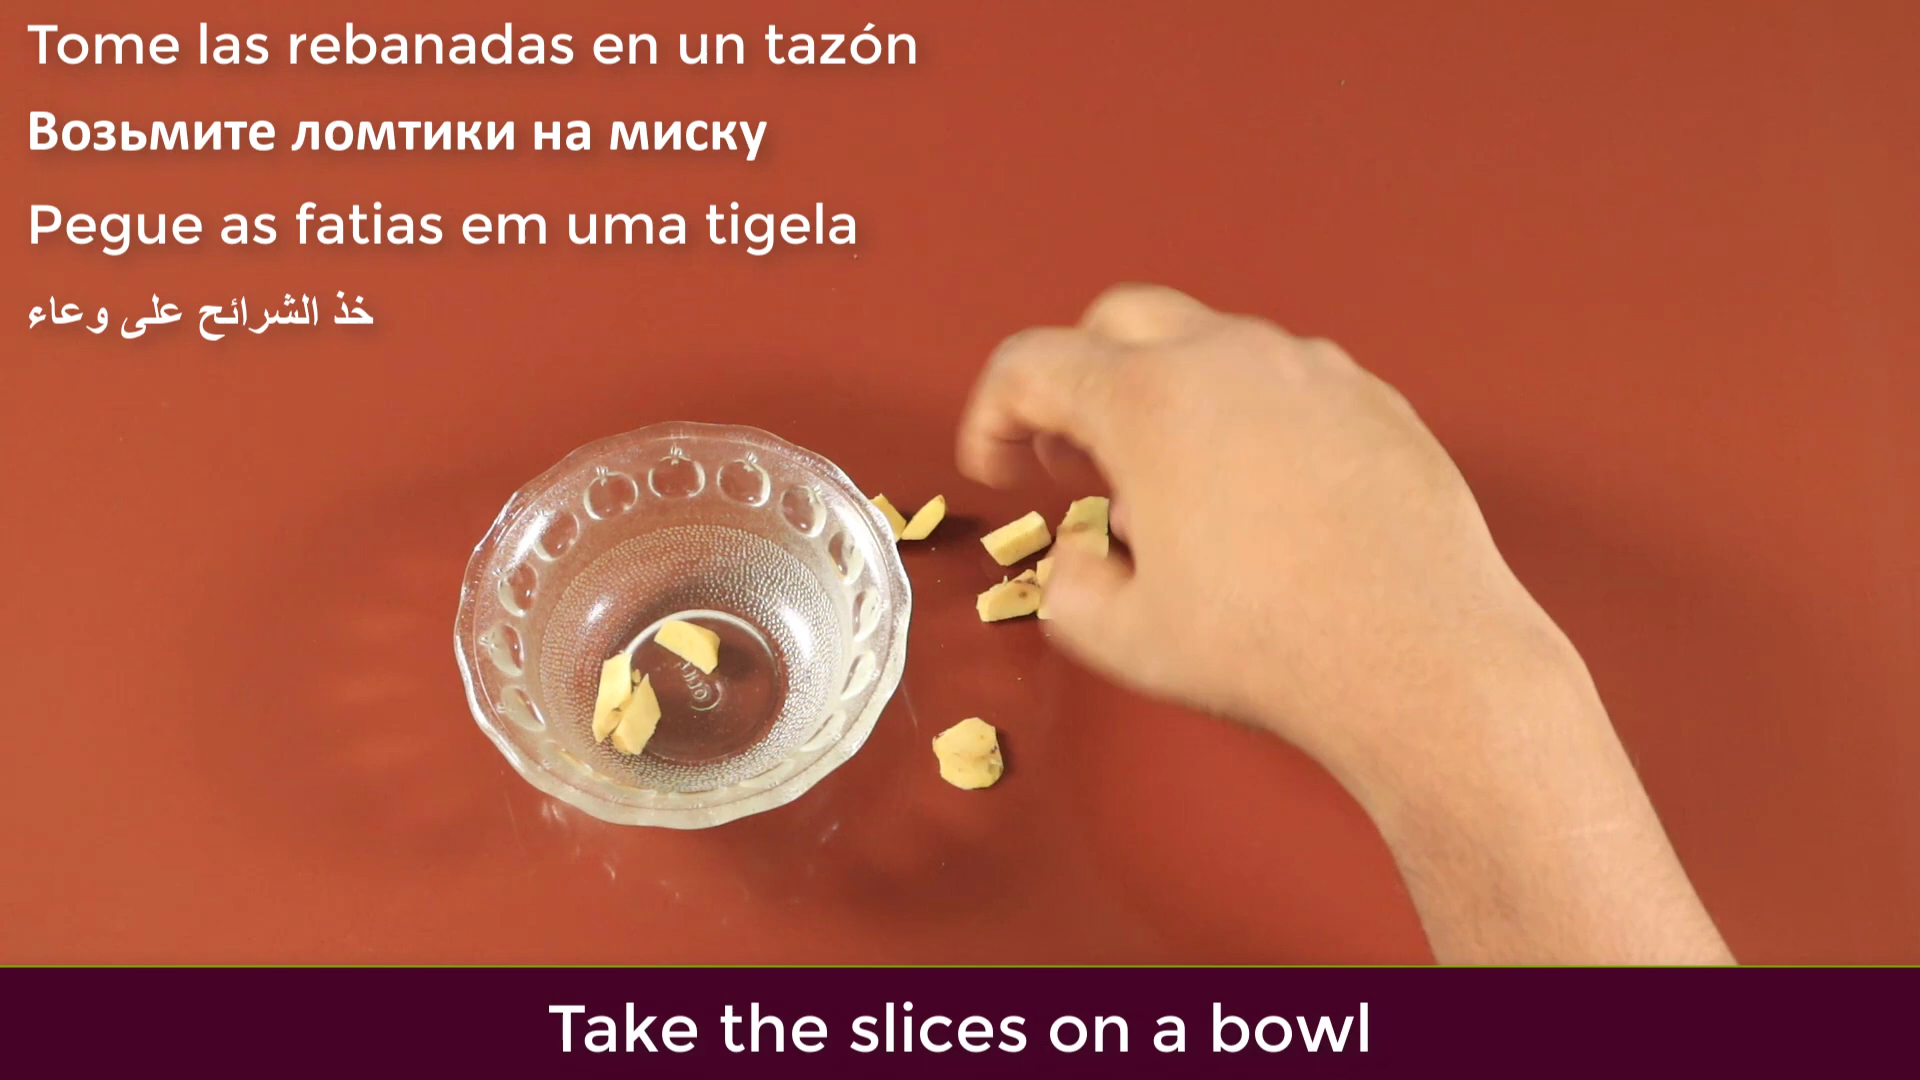 Tome las rebanadas en un tazón
Возьмите ломтики на миску
Pegue as fatias em uma tigela
خذ الشرائح على وعاء
Take the slices on a bowl